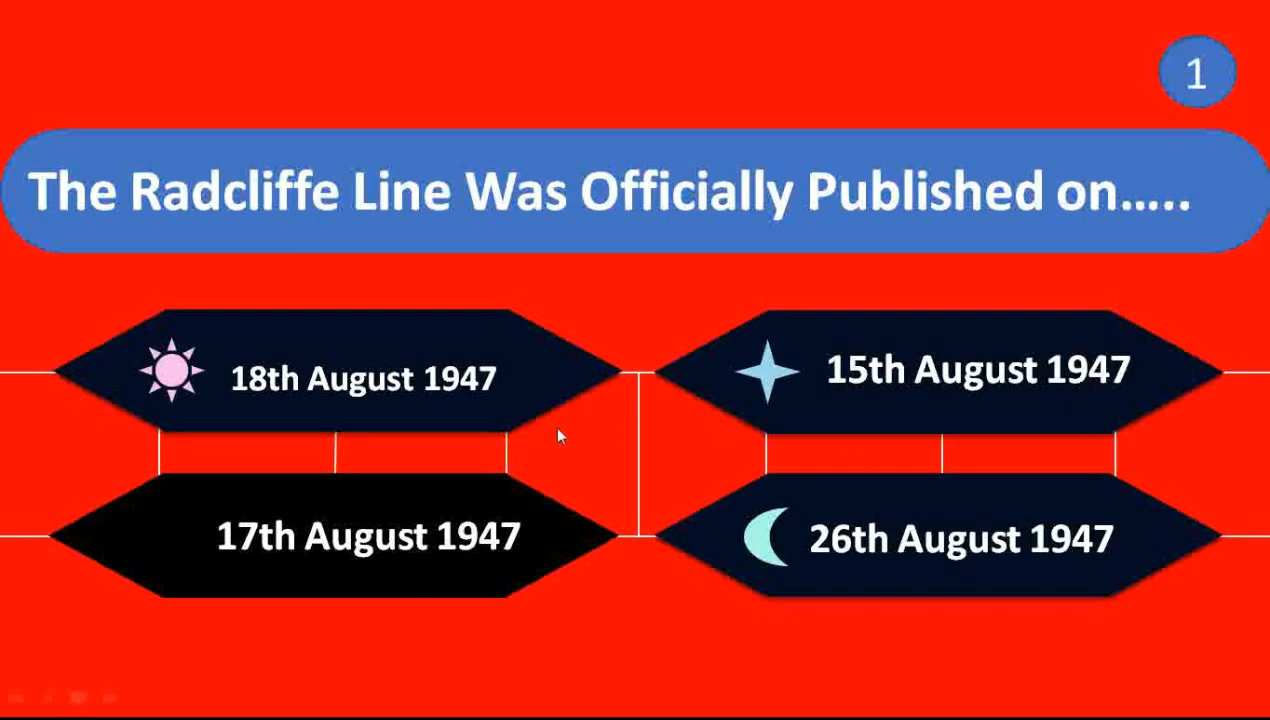 1
The Radcliffe Line Was Officially Published on.....
18th August 1947
15th August 1947
17th August 1947
26th August 1947